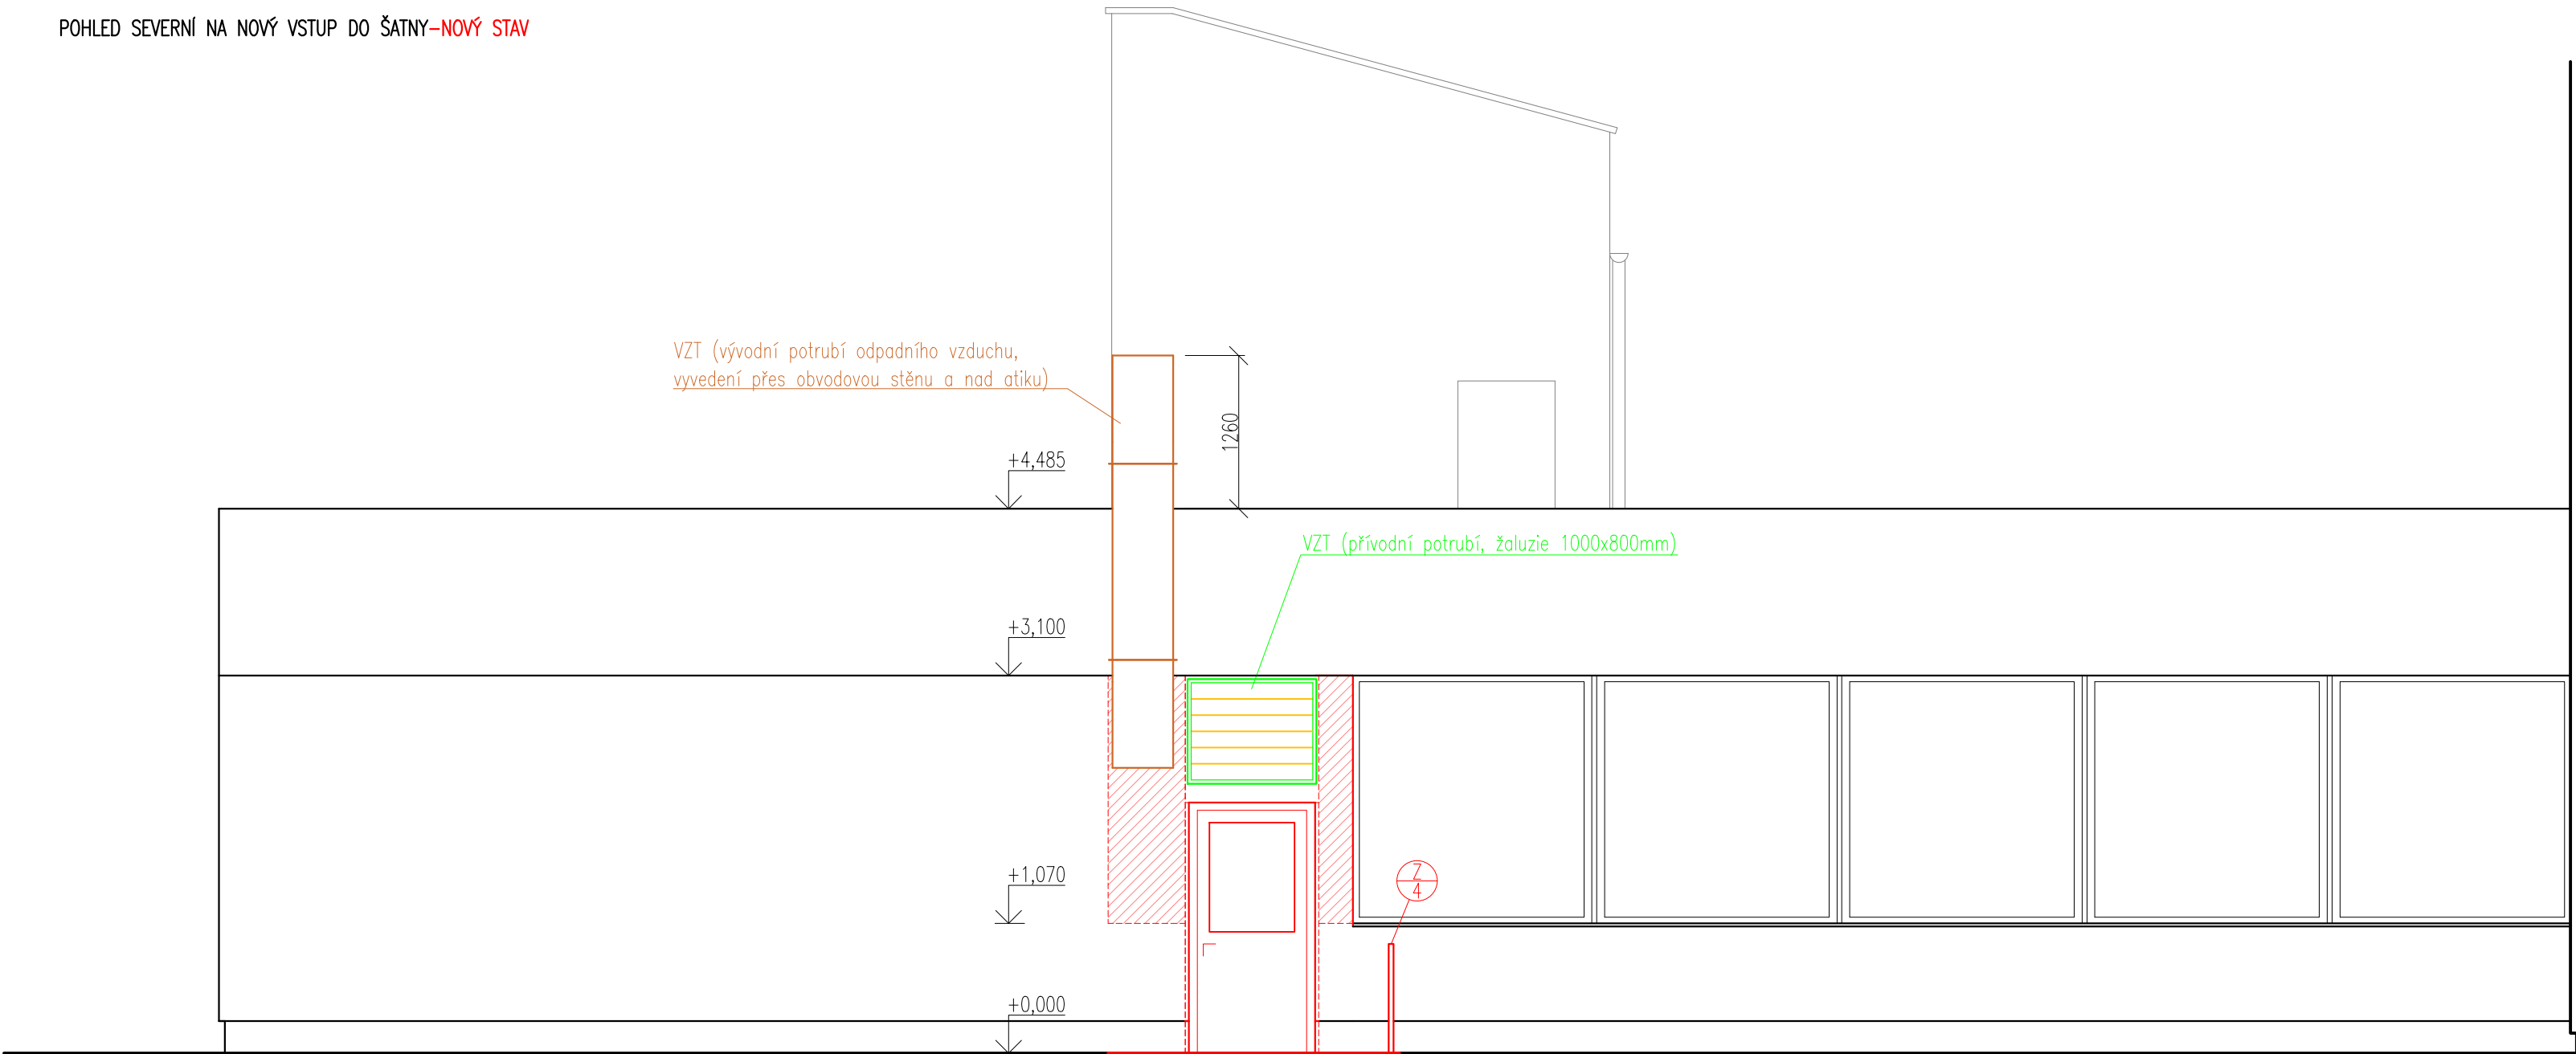 POHLED SEVERNÍ NA NOVÝ VSTUP DO ŠATNY-NOVÝ STAV
VZT (vývodní potrubí odpadního vzduchu,
vyvedení přes obvodovou stěnu a nad atiku)
1260
+4,485
VZT (přívodní potrubí, žaluzie 1000x800mm)
+3,100
+1,070
Z
4
+0,000